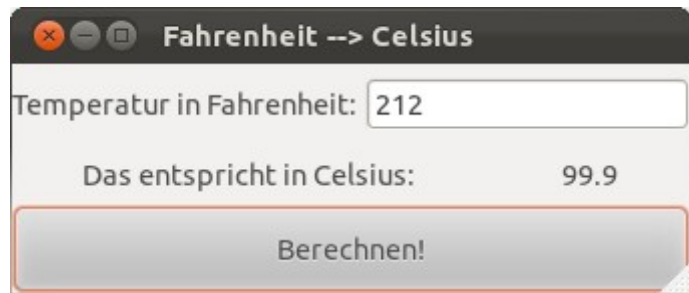 Fahrenheit --> Celsius
Temperatur in Fahrenheit: 212
Das entspricht in Celsius: 99.9
Berechnen!